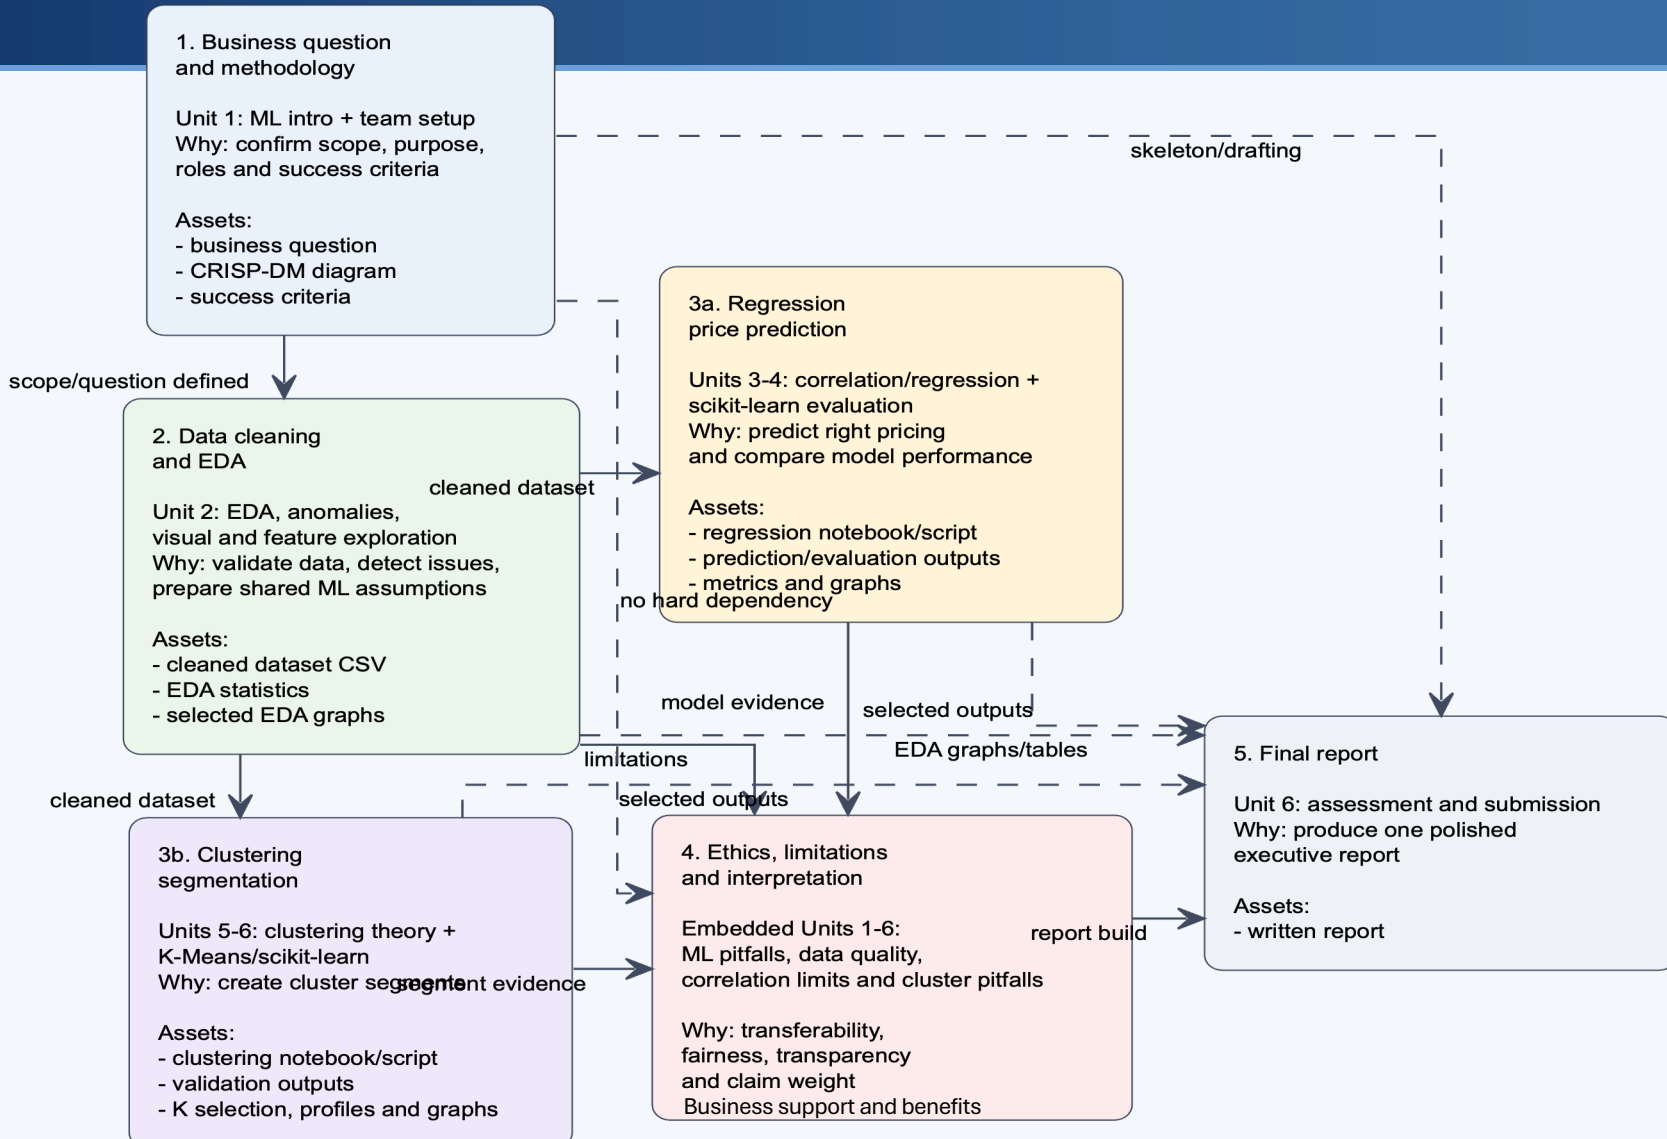 1. Business question
and methodology
Unit 1: ML intro + team setup
Why: confirm scope, purpose,
roles and success criteria
Assets:
- business question
- CRISP-DM diagram
- success criteria
skeleton/drafting
scope/question defined
2. Data cleaning
and EDA
Unit 2: EDA, anomalies,
visual and feature exploration
Why: validate data, detect issues,
prepare shared ML assumptions
Assets:
- cleaned dataset CSV
- EDA statistics
- selected EDA graphs
cleaned dataset
3a. Regression
price prediction
Units 3-4: correlation/regression +
scikit-learn evaluation
Why: predict right pricing
and compare model performance
Assets:
- regression notebook/script
- prediction/evaluation outputs
- metrics and graphs
no hard dependency
model evidence
selected outputs
EDA graphs/tables
limitations
selected outputs
cleaned dataset
3b. Clustering
segmentation
Units 5-6: clustering theory +
K-Means/scikit-learn
Why: create cluster segments
Assets:
- clustering notebook/script
- validation outputs
- K selection, profiles and graphs
segment evidence
4. Ethics, limitations
and interpretation
Embedded Units 1-6:
ML pitfalls, data quality,
correlation limits and cluster pitfalls
Why: transferability,
fairness, transparency
and claim weight
Business support and benefits
report build
5. Final report
Unit 6: assessment and submission
Why: produce one polished
executive report
Assets:
- written report